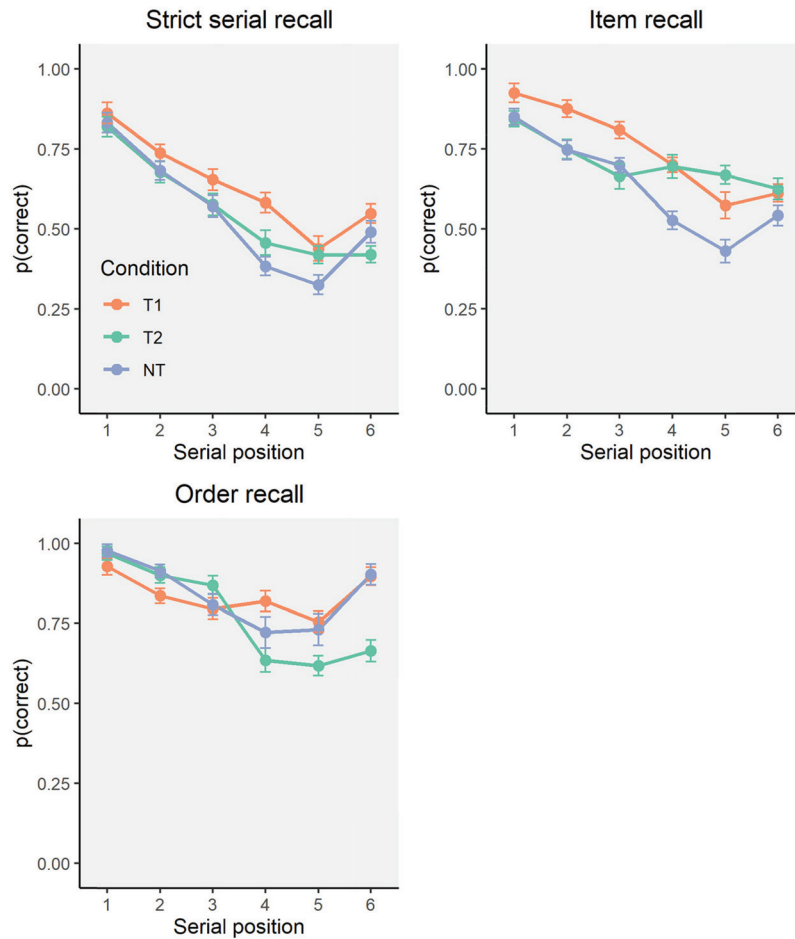 Strict serial recall
1.00
0.75
0.50
0.25
0.00
p(correct)
Condition
T1
T2
NT
1 2 3 4 5 6
Serial position
Item recall
1.00
0.75
0.50
0.25
0.00
p(correct)
1 2 3 4 5 6
Serial position
Order recall
1.00
0.75
0.50
0.25
0.00
p(correct)
1 2 3 4 5 6
Serial position